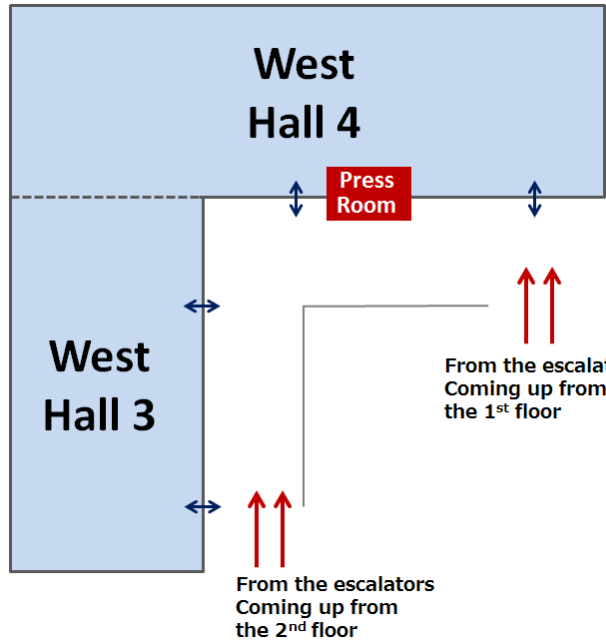 West
Hall 4
Press
Room
West
Hall 3
From the escalat
Coming up from
the 1st floor
From the escalators
Coming up from
the 2nd floor